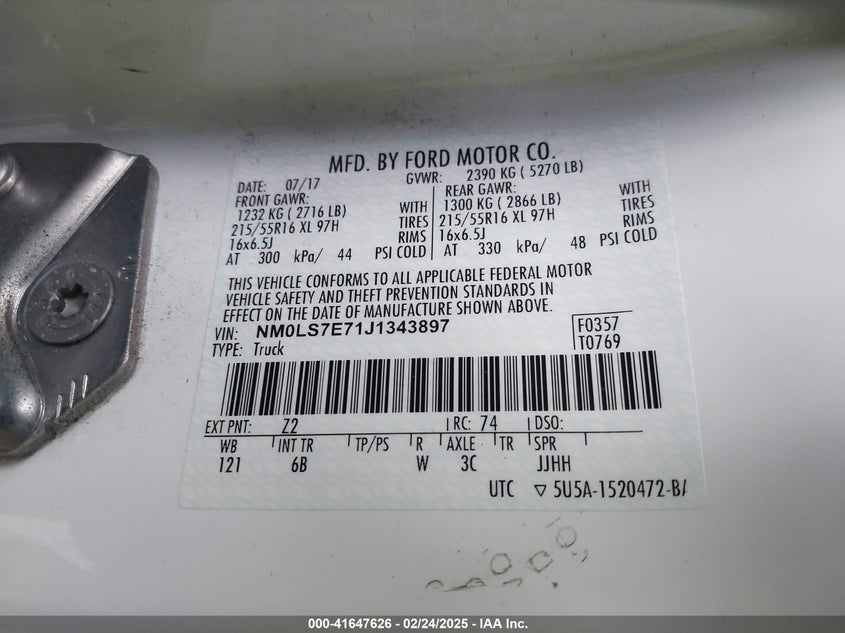 MFD. BY FORD MOTOR CO.
DATE: 07/17 GVWR: 2390 KG ( 5270 LB)
FRONT GAWR: REAR GAWR: WITH
1232 KG ( 2716 LB) WITH 1300 KG ( 2866 LB) TIRES
215/55R16 XL 97H TIRES 215/55R16 XL 97H RIMS
16x6.5J RIMS 16x6.5J
AT 300 kPa/ 44 PSI COLD AT 330 kPa/ 48 PSI COLD
THIS VEHICLE CONFORMS TO ALL APPLICABLE FEDERAL MOTOR
VEHICLE SAFETY AND THEFT PREVENTION STANDARDS IN
EFFECT ON THE DATE OF MANUFACTURE SHOWN ABOVE.
VIN: NM0LS7E71J1343897 F0357
TYPE: Truck T0769
EXT PNT: Z2 RC: 74 DSO:
WB INT TR TP/PS R AXLE TR SPR
121 6B W 3C JJHH
UTC ▽ 5U5A-1520472-BA
000-41647626 - 02/24/2025 - IAA Inc.